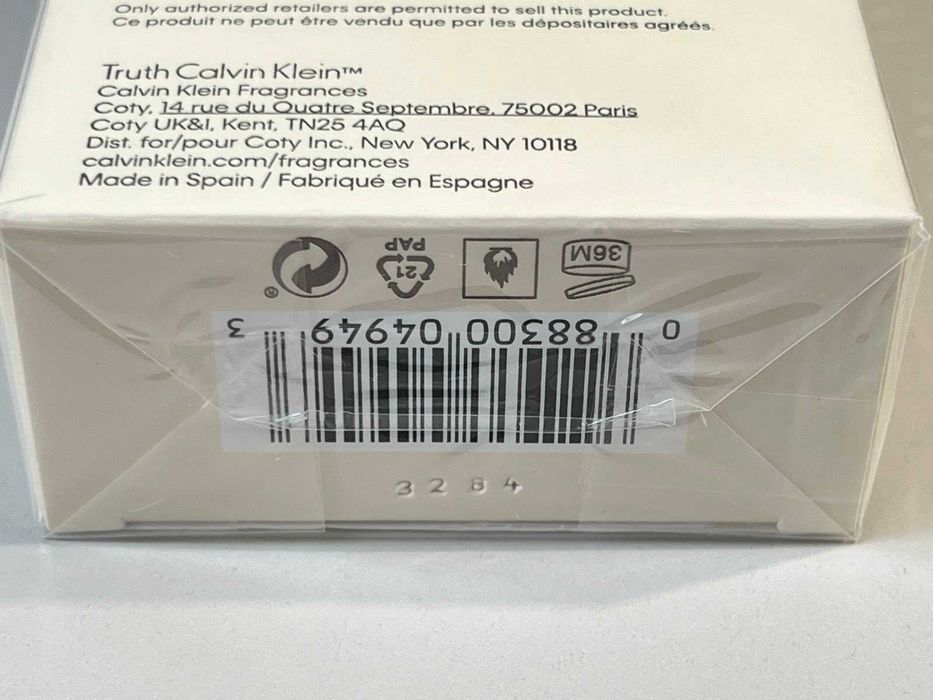 Only authorized retailers are permitted to sell this product.
Ce produit ne peut être vendu que par les dépositaires agréés.
Truth Calvin Klein™
Calvin Klein Fragrances
Coty, 14 rue du Quatre Septembre, 75002 Paris
Coty UK&I, Kent, TN25 4AQ
Dist. for/pour Coty Inc., New York, NY 10118
calvinklein.com/fragrances
Made in Spain / Fabriqué en Espagne
36M
21
PAP
®
0 88300 04949 3
3284